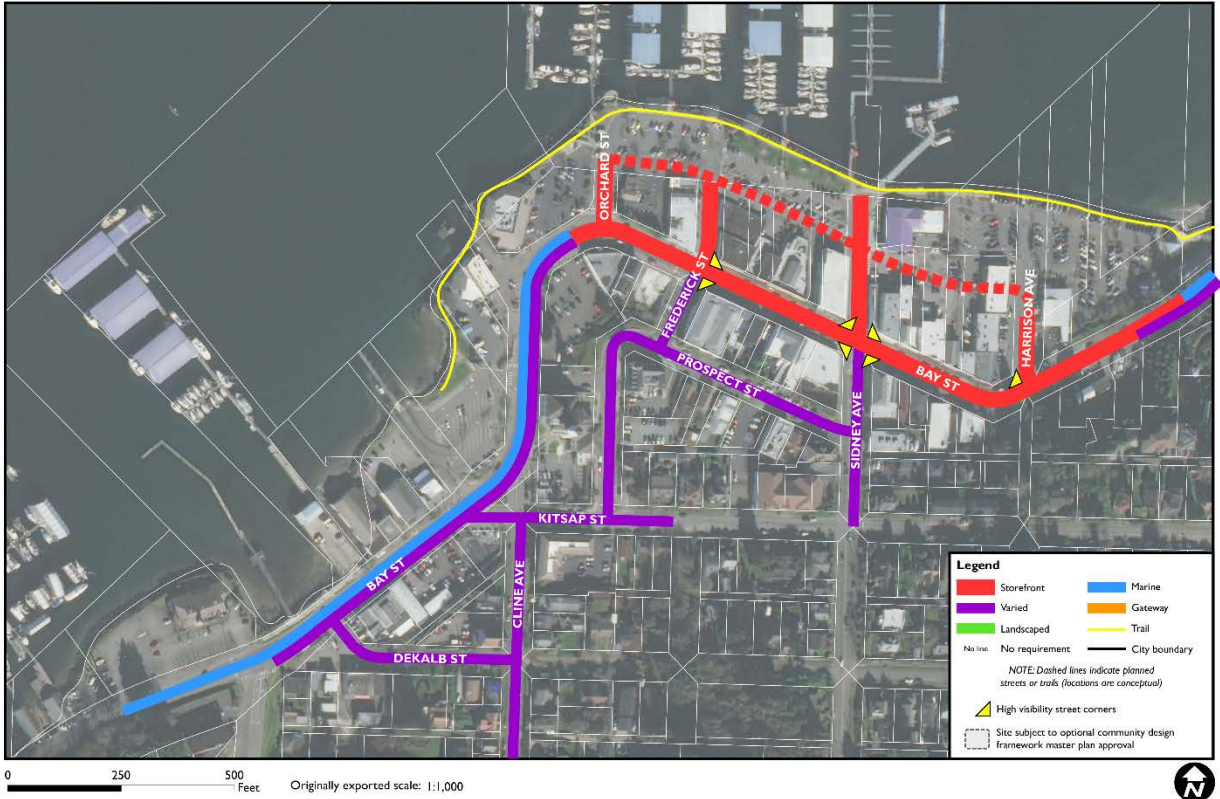 ORCHARD ST
FREDERICK ST
HARRISON AVE
PROSPECT ST
BAY ST
SIDNEY AVE
KITSAP ST
BAY ST
CLINE AVE
DEKALB ST
Legend
Storefront
Marine
Varied
Gateway
Landscaped
Trail
No line No requirement
City boundary
NOTE: Dashed lines indicate planned
streets or trails (locations are conceptual)
High visibility street corners
Site subject to optional community design
framework master plan approval
0 250 500
Feet
Originally exported scale: 1:1,000
N